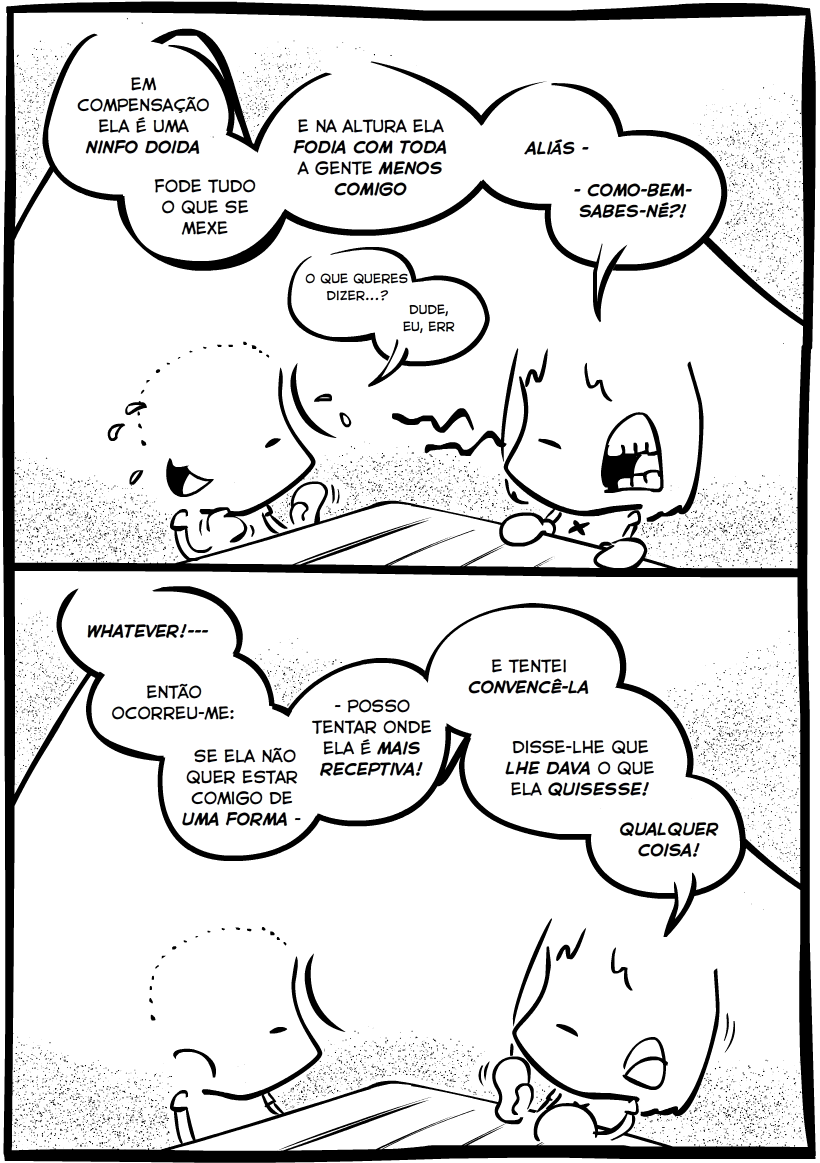 EM
COMPENSAÇÃO
ELA É UMA
NINFO DOIDA
FODE TUDO
O QUE SE
MEXE
E NA ALTURA ELA
FODIA COM TODA
A GENTE MENOS
COMIGO
ALIÁS -
- COMO-BEM-
SABES-NÉ?!
O QUE QUERES
DIZER...?
DUDE,
EU, ERR
WHATEVER!---
ENTÃO
OCORREU-ME:
SE ELA NÃO
QUER ESTAR
COMIGO DE
UMA FORMA -
- POSSO
TENTAR ONDE
ELA É MAIS
RECEPTIVA!
E TENTEI
CONVENCÊ-LA
DISSE-LHE QUE
LHE DAVA O QUE
ELA QUISESSE!
QUALQUER
COISA!